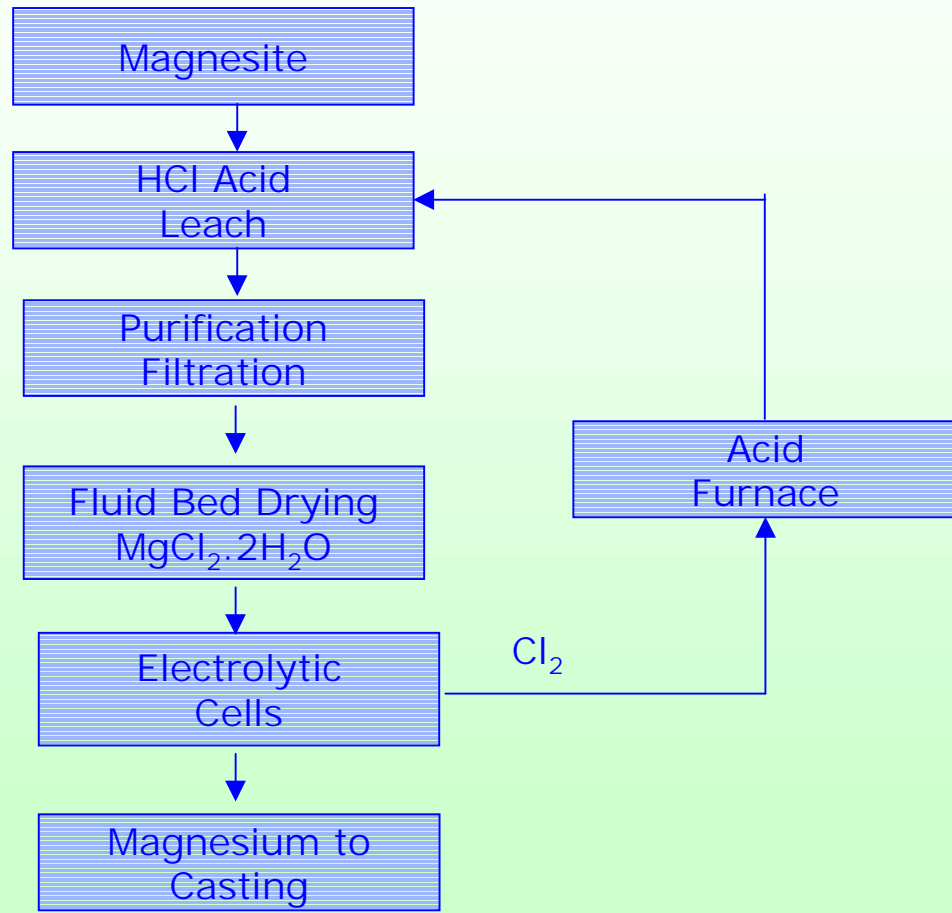 Magnesite
HCl Acid
Leach
Purification
Filtration
Fluid Bed Drying
MgCl₂.2H₂O
Electrolytic
Cells
Magnesium to
Casting
Cl₂
Acid
Furnace